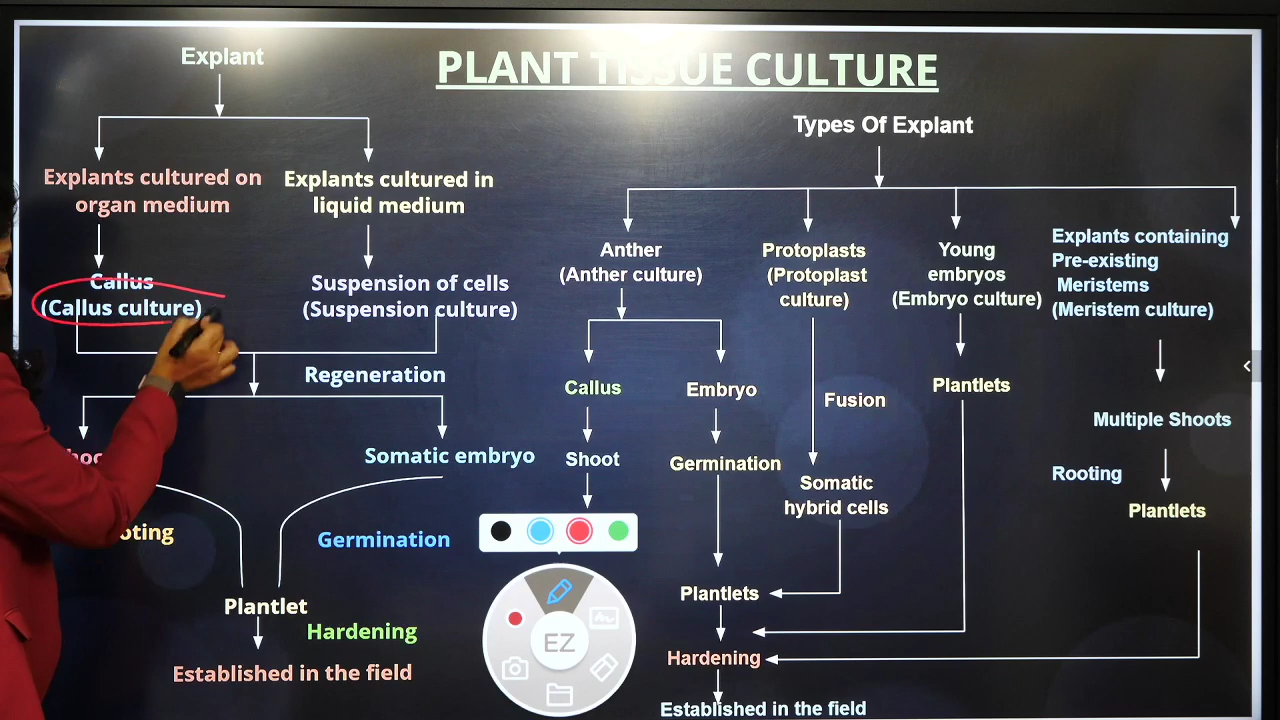 PLANT TISSUE CULTURE
Explant
Explants cultured on
organ medium
Explants cultured in
liquid medium
Callus
(Callus culture)
Suspension of cells
(Suspension culture)
Regeneration
Somatic embryo
Germination
Plantlet
Hardening
Established in the field
Types Of Explant
Anther
(Anther culture)
Protoplasts
(Protoplast
culture)
Young
embryos
(Embryo culture)
Explants containing
Pre-existing
Meristems
(Meristem culture)
Callus
Embryo
Fusion
Plantlets
Multiple Shoots
Shoot
Germination
Somatic
hybrid cells
Rooting
Plantlets
Plantlets
Hardening
Established in the field
EZ